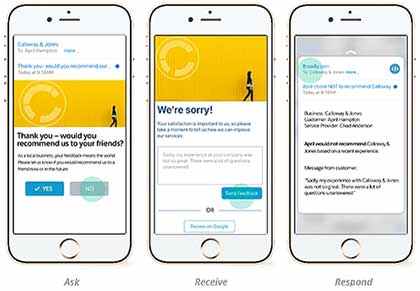 Calloway & Jones
To: April Hampton more...
Thank you – would you recommend our...
Today at 9:14AM
Thank you – would you
recommend us to your friends?
As a local business, your feedback means the world.
Please let us know if you would recommend us to a
friend once or in the future.
YES
NO
We're sorry!
Your satisfaction is important to us, so please
take a moment to tell us how we can improve
our services.
Sadly, my experience at your company was
not so great. There were a lot of questions
unanswered.
Send Feedback
OR
Review on Google
Broadly.com
To: Calloway & Jones more...
April chose NOT to recommend Calloway
Today at 9:16AM
Business: Calloway & Jones
Customer: April Hampton
Service Provider: Chad Anderson
April would not recommend Calloway &
Jones based on a recent experience.
Message from customer:
"Sadly, my experience with Calloway & Jones
was not so great. There were a lot of
questions unanswered."
Ask
Receive
Respond